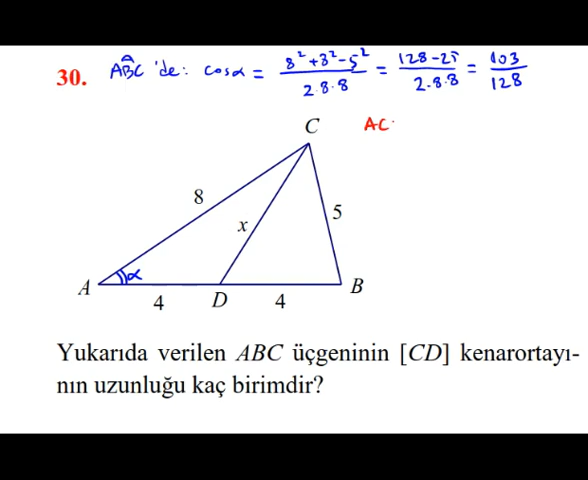 30. ABC 'de: cosα = 8²+8²-5² / 2.8.8 = 128-25 / 2.8.8 = 103 / 128
C AC
8
x 5
A α
4 D 4 B
Yukarıda verilen ABC üçgeninin [CD] kenarortayı-
nın uzunluğu kaç birimdir?